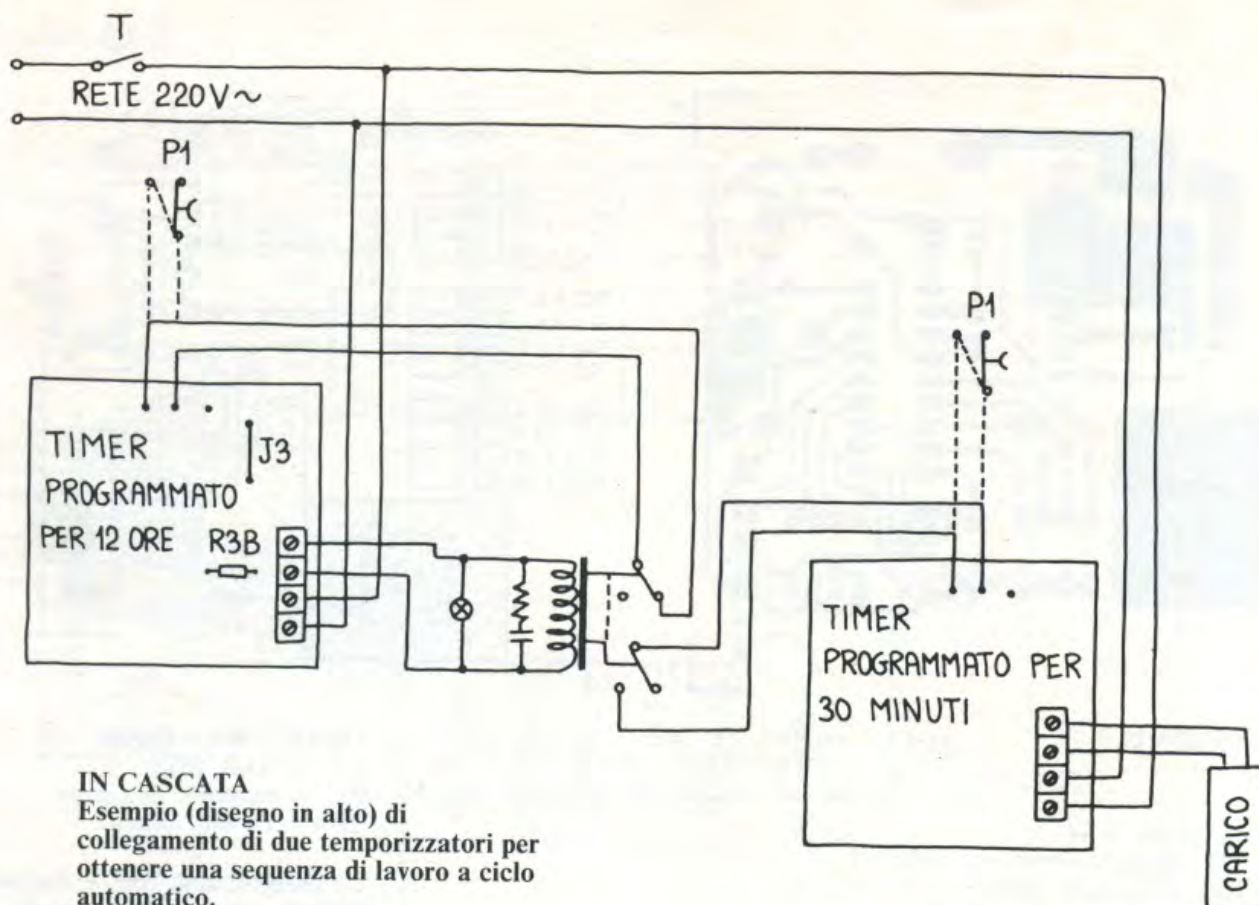 T
RETE 220V~
P1
P1
TIMER
PROGRAMMATO
PER 12 ORE
J3
R3B
TIMER
PROGRAMMATO PER
30 MINUTI
CARICO
IN CASCATA
Esempio (disegno in alto) di
collegamento di due temporizzatori per
ottenere una sequenza di lavoro a ciclo
automatico.